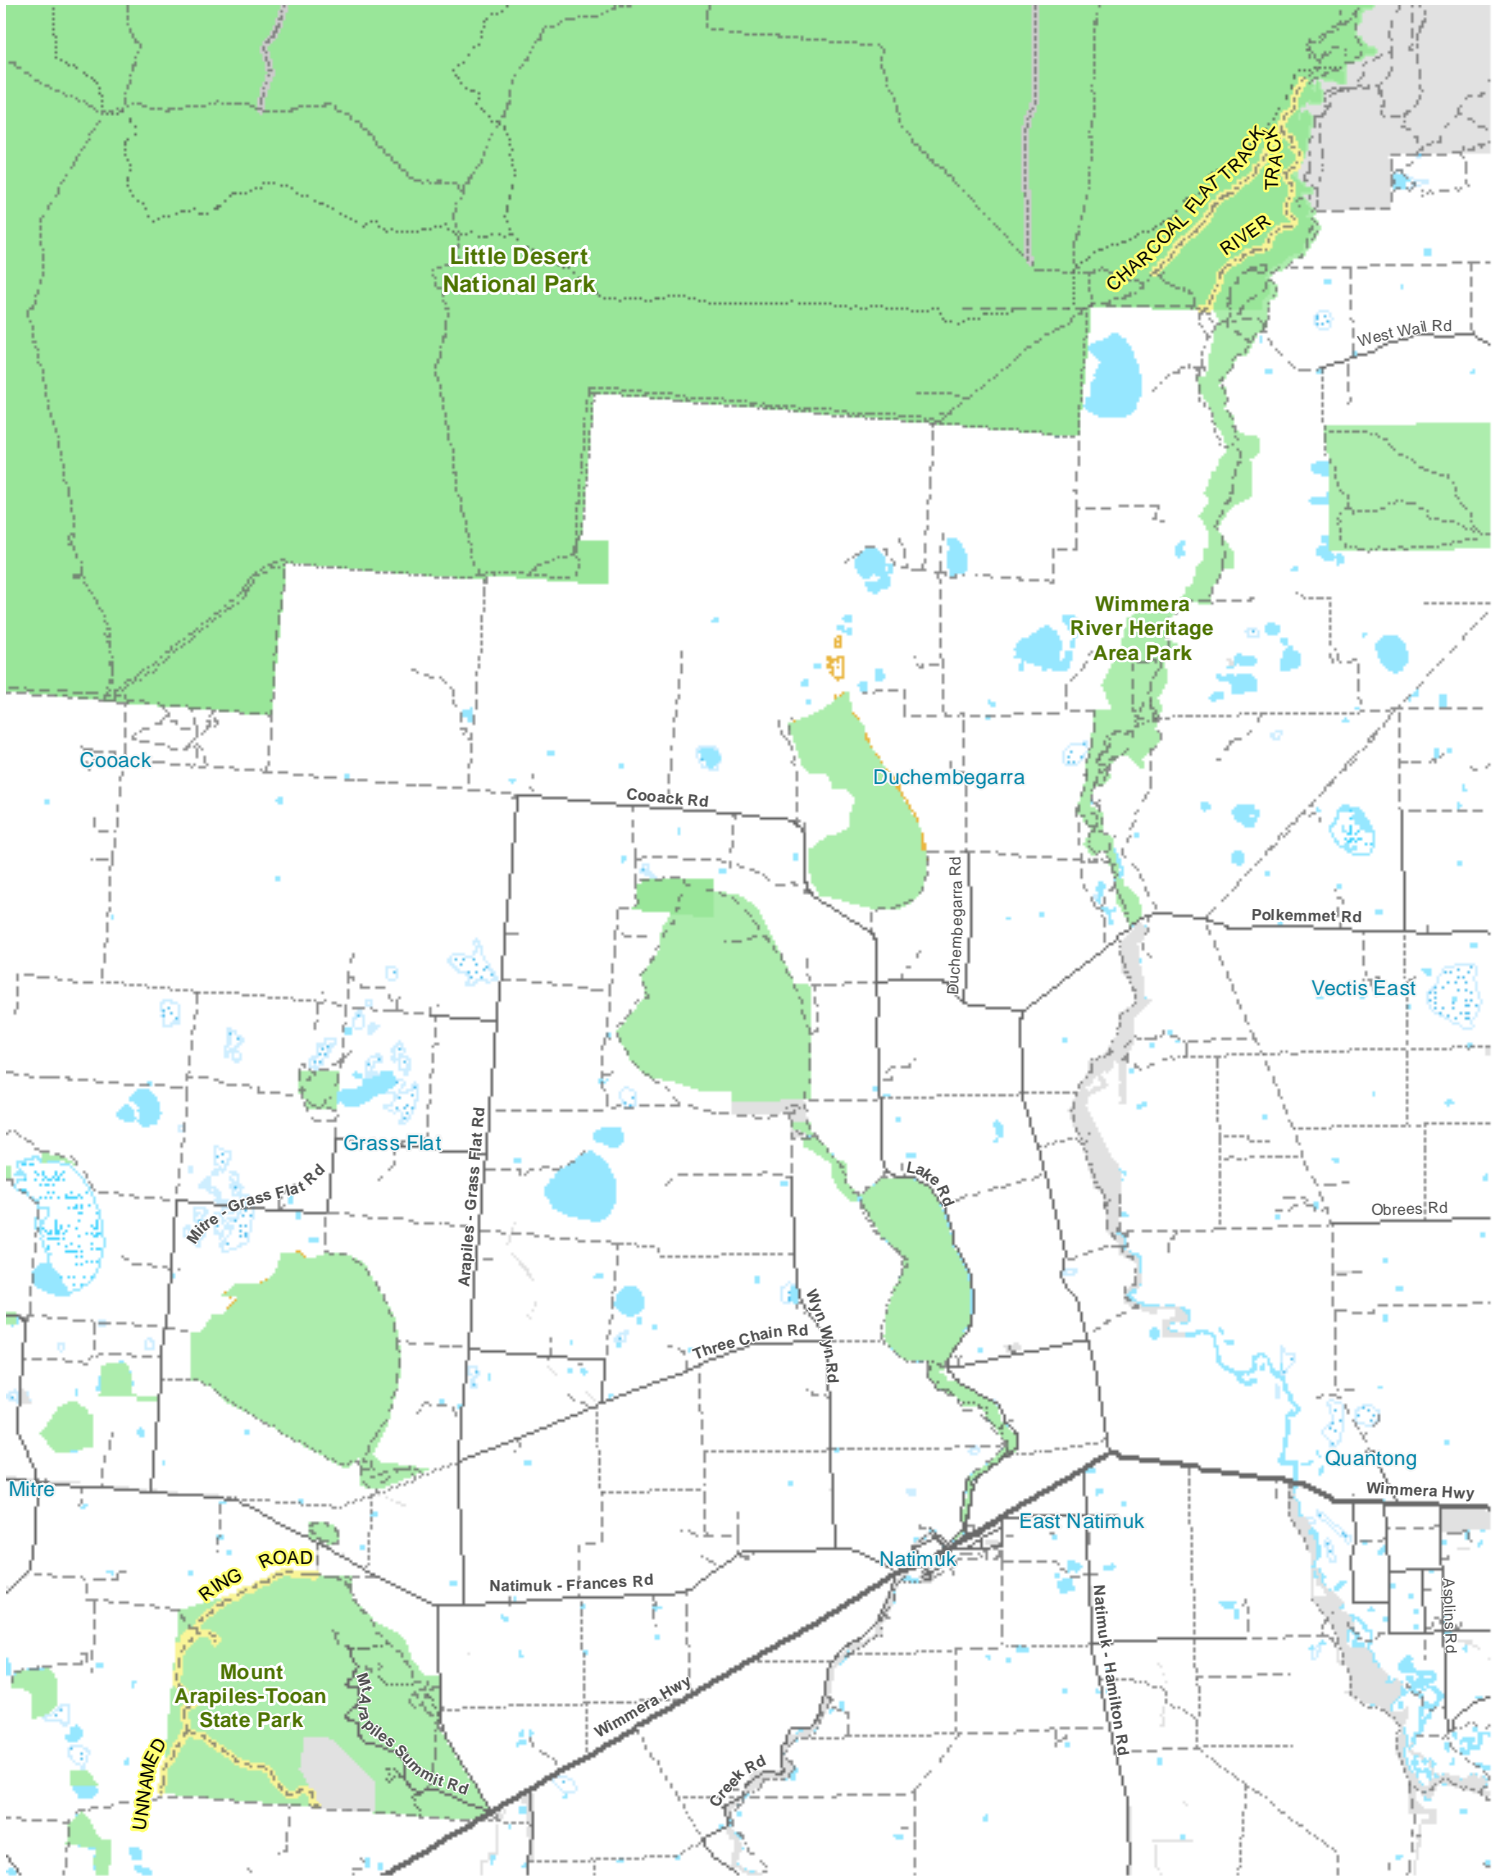 CHARCOAL FLAT TRACK
TRACK
RIVER
Little Desert
National Park
West Wail Rd
Wimmera
River Heritage
Area Park
Cooack
Duchembegarra
Cooack Rd
Duchembegarra Rd
Polkemmet Rd
Vectis East
Grass Flat
Arapiles - Grass Flat Rd
Mitre - Grass Flat Rd
Lake Rd
Obrees Rd
Wyn Wyn Rd
Three Chain Rd
Quantong
Mitre
Wimmera Hwy
East Natimuk
Natimuk
RING ROAD
Natimuk - Frances Rd
Natimuk - Hamilton Rd
Asplins Rd
Mount
Arapiles-Tooan
State Park
Mt Arapiles Summit Rd
Wimmera Hwy
UNNAMED
Creek Rd